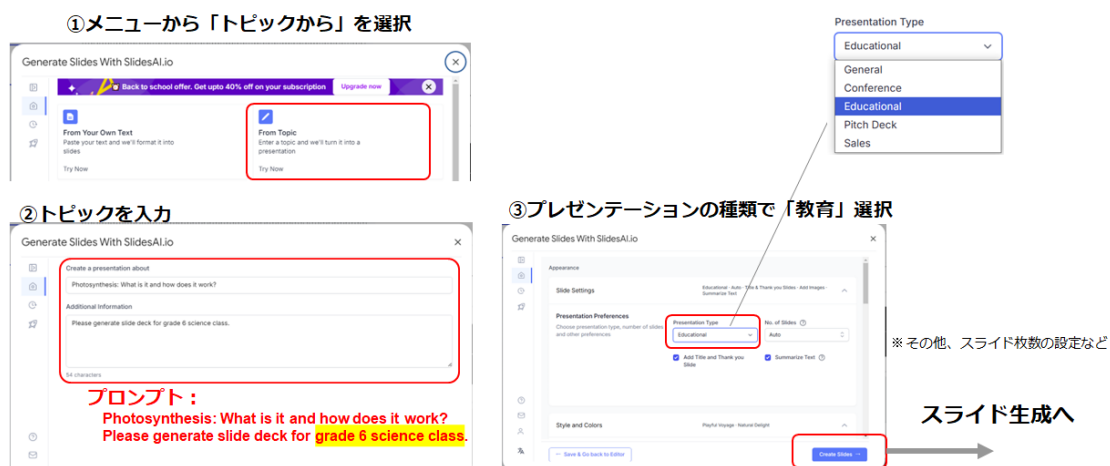 ①メニューから「トピックから」を選択
Generate Slides With SlidesAI.io
Back to school offer. Get upto 40% off on your subscription
Upgrade now
From Your Own Text
Paste your text and we'll format it into
slides
Try Now
From Topic
Enter a topic and we'll turn it into a
presentation
Try Now
Presentation Type
Educational
General
Conference
Educational
Pitch Deck
Sales
②トピックを入力
Generate Slides With SlidesAI.io
Create a presentation about
Photosynthesis: What is it and how does it work?
Additional Information
Please generate slide deck for grade 6 science class.
54 characters
プロンプト：
Photosynthesis: What is it and how does it work?
Please generate slide deck for grade 6 science class.
③プレゼンテーションの種類で「教育」選択
Generate Slides With SlidesAI.io
Appearance
Slide Settings
Educational · Auto · Title & Thank you Slides · Add Images ·
Summarize Text
Presentation Preferences
Choose presentation type, number of slides
and other preferences
Presentation Type
Educational
No. of Slides
Auto
Add Title and Thank you
Slide
Summarize Text
Style and Colors
Playful Voyage · Natural Delight
← Save & Go back to Editor
Create Slides →
※その他、スライド枚数の設定など
スライド生成へ